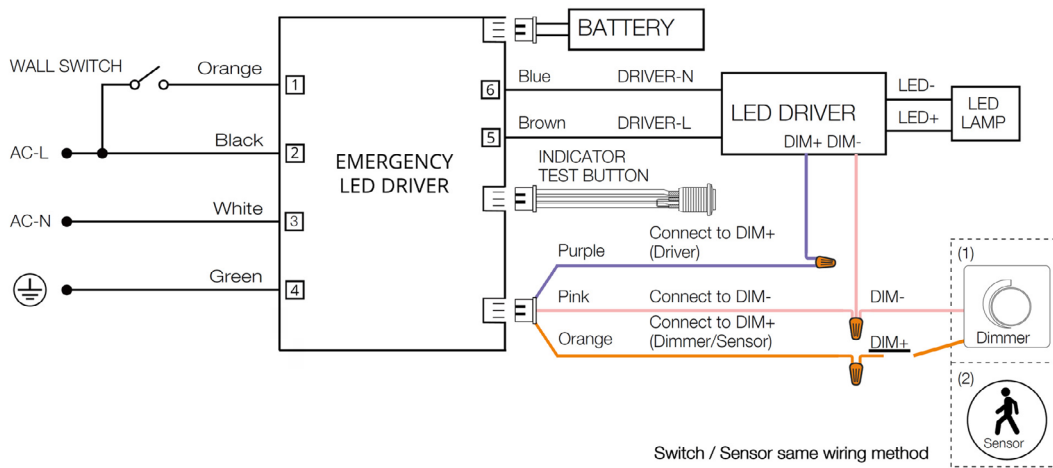 BATTERY
WALL SWITCH
Orange
1
6
Blue
DRIVER-N
LED DRIVER
LED-
LED+
LED
LAMP
AC-L
Black
2
5
Brown
DRIVER-L
DIM+ DIM-
EMERGENCY
LED DRIVER
INDICATOR
TEST BUTTON
AC-N
White
3
Purple
Connect to DIM+
(Driver)
Green
4
Pink
Connect to DIM-
DIM-
Orange
Connect to DIM+
(Dimmer/Sensor)
DIM+
(1)
Dimmer
(2)
Sensor
Switch / Sensor same wiring method